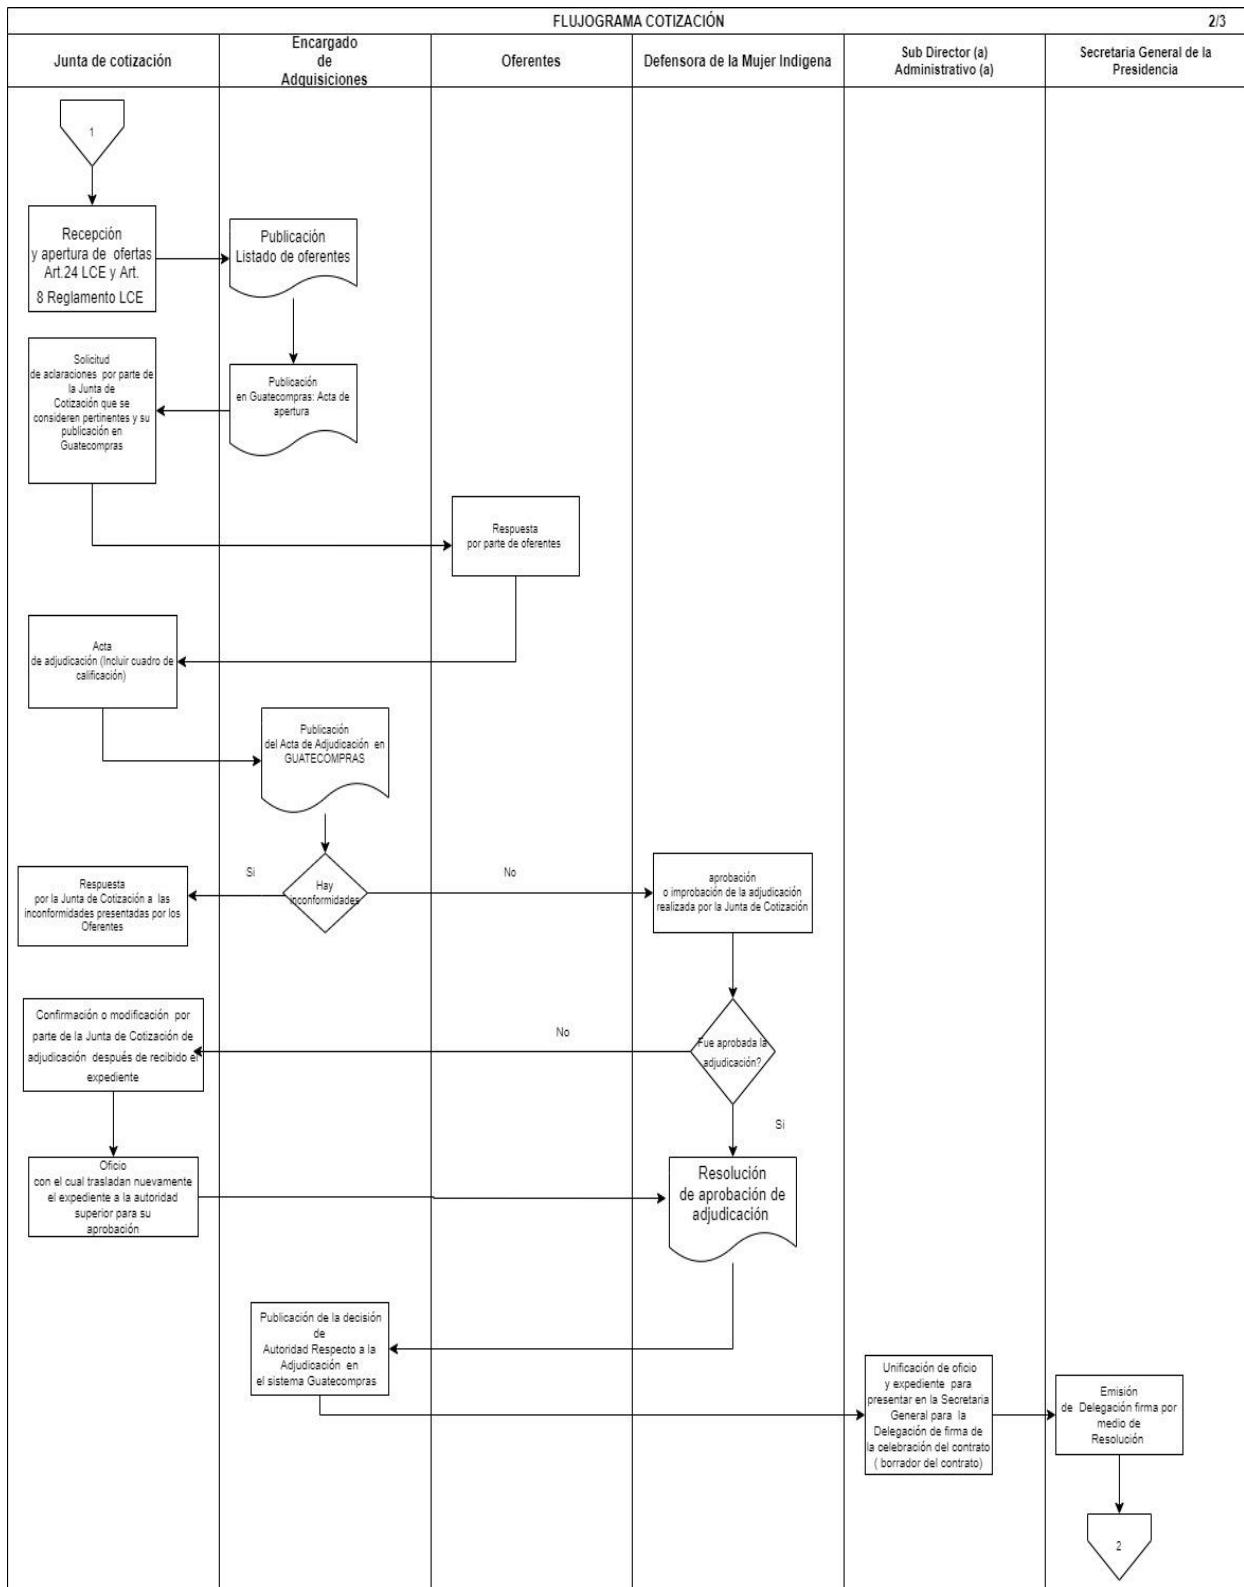 FLUJOGRAMA COTIZACIÓN
2/3
Junta de cotización
Encargado
de
Adquisiciones
Oferentes
Defensora de la Mujer Indigena
Sub Director (a)
Administrativo (a)
Secretaria General de la
Presidencia
1
Recepción
y apertura de ofertas
Art.24 LCE y Art.
8 Reglamento LCE
Publicación
Listado de oferentes
Solicitud
de aclaraciones por parte de
la Junta de
Cotización que se
consideren pertinentes y su
publicación en
Guatecompras
Publicación
en Guatecompras: Acta de
apertura
Respuesta
por parte de oferentes
Acta
de adjudicación (Incluir cuadro de
calificación)
Publicación
del Acta de Adjudicación en
GUATECOMPRAS
Si
Hay
inconformidades
No
Respuesta
por la Junta de Cotización a las
inconformidades presentadas por los
Oferentes
aprobación
o improbación de la adjudicación
realizada por la Junta de Cotización
Confirmación o modificación por
parte de la Junta de Cotización de
adjudicación después de recibido el
expediente
No
Fue aprobada la
adjudicación?
Si
Oficio
con el cual trasladan nuevamente
el expediente a la autoridad
superior para su
aprobación
Resolución
de aprobación de
adjudicación
Publicación de la decisión
de
Autoridad Respecto a la
Adjudicación en
el sistema Guatecompras
Unificación de oficio
y expediente para
presentar en la Secretaria
General para la
Delegación de firma de
la celebración del contrato
( borrador del contrato)
Emisión
de Delegación firma por
medio de
Resolución
2